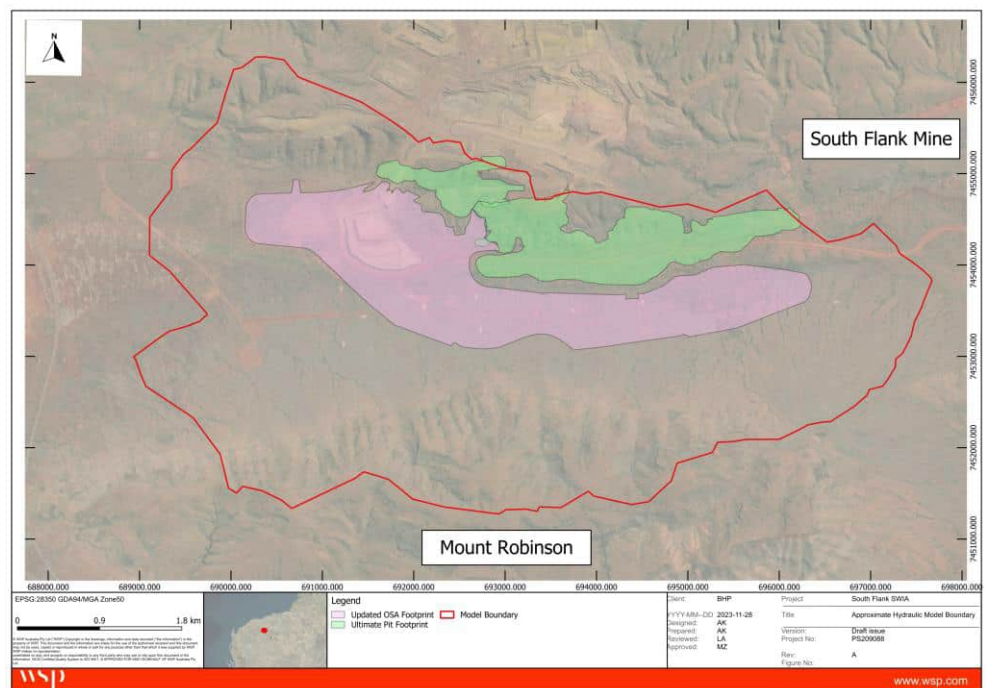 N
South Flank Mine
Mount Robinson
7456000.000
7455000.000
7454000.000
7453000.000
7452000.000
7451000.000
688000.000
689000.000
690000.000
691000.000
692000.000
693000.000
694000.000
695000.000
696000.000
697000.000
698000.000
EPSG:28350 GDA94/MGA Zone50
0 0.9 1.8 km
Legend
Updated OSA Footprint
Ultimate Pit Footprint
Model Boundary
Client: BHP
YYYY-MM-DD 2023-11-28
Designed: AK
Prepared: AK
Reviewed: LA
Approved: MZ
Project South Flank SWIA
Title Approximate Hydraulic Model Boundary
Version: Draft issue
Project No: PS209088
Rev: A
Figure No:
wsp
www.wsp.com